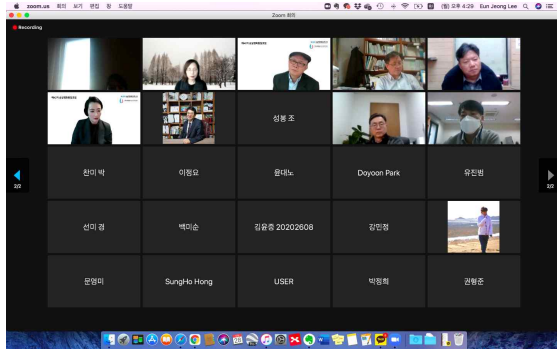 zoom.us 회의 보기 편집 창 도움말
(월) 오후 4:29 Eun Jeong Lee
Zoom 회의
Recording
성봉 조
찬미 박
이정요
윤대노
Doyoon Park
유진범
선미 경
백미순
김윤중 20202608
강민정
문영미
SungHo Hong
USER
박정희
권형준
2/2
2/2